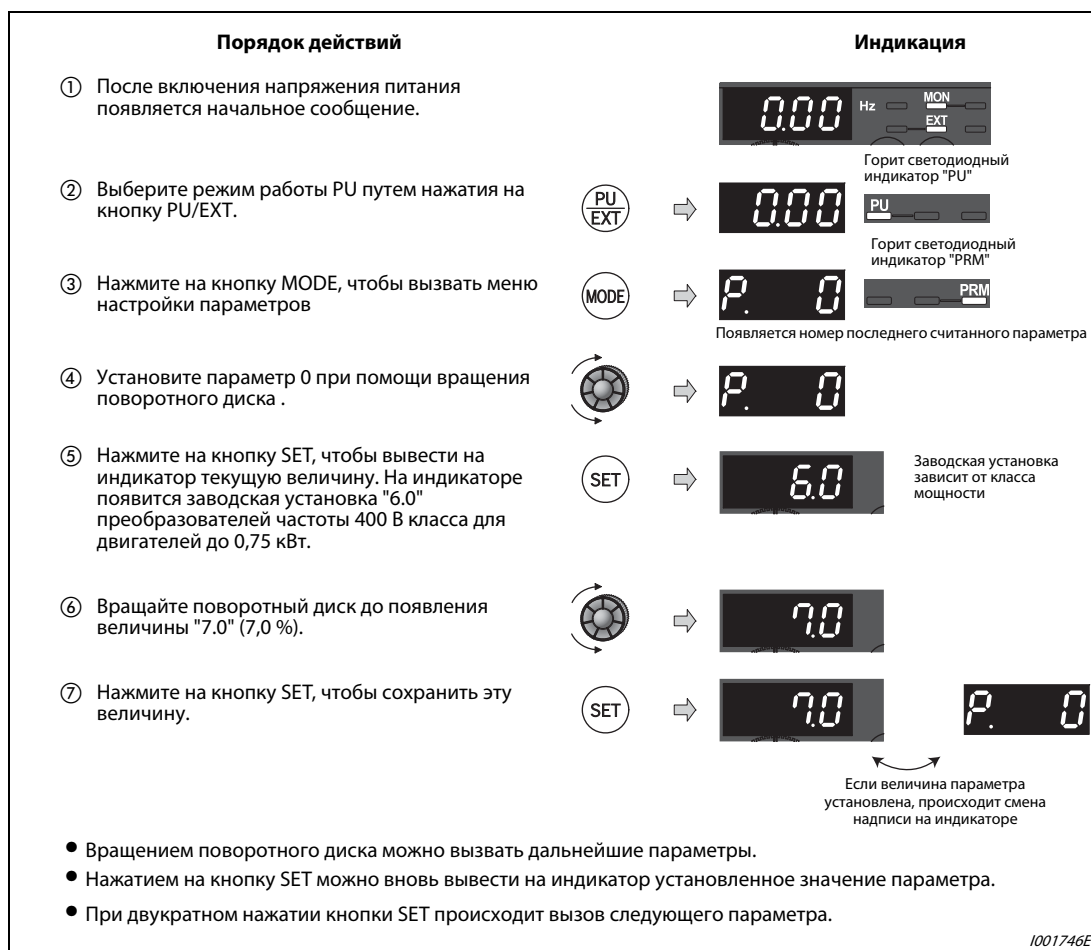 Порядок действий
Индикация
① После включения напряжения питания
появляется начальное сообщение.
0.00 Hz MON
EXT
Горит светодиодный
индикатор "PU"
② Выберите режим работы PU путем нажатия на
кнопку PU/EXT.
PU
EXT
0.00
PU
Горит светодиодный
индикатор "PRM"
③ Нажмите на кнопку MODE, чтобы вызвать меню
настройки параметров
MODE
P. 0
PRM
Появляется номер последнего считанного параметра
④ Установите параметр 0 при помощи вращения
поворотного диска .
P. 0
⑤ Нажмите на кнопку SET, чтобы вывести на
индикатор текущую величину. На индикаторе
появится заводская установка "6.0"
преобразователей частоты 400 В класса для
двигателей до 0,75 кВт.
SET
6.0
Заводская установка
зависит от класса
мощности
⑥ Вращайте поворотный диск до появления
величины "7.0" (7,0 %).
7.0
⑦ Нажмите на кнопку SET, чтобы сохранить эту
величину.
SET
7.0
P. 0
Если величина параметра
установлена, происходит смена
надписи на индикаторе
● Вращением поворотного диска можно вызвать дальнейшие параметры.
● Нажатием на кнопку SET можно вновь вывести на индикатор установленное значение параметра.
● При двукратном нажатии кнопки SET происходит вызов следующего параметра.
I001746E